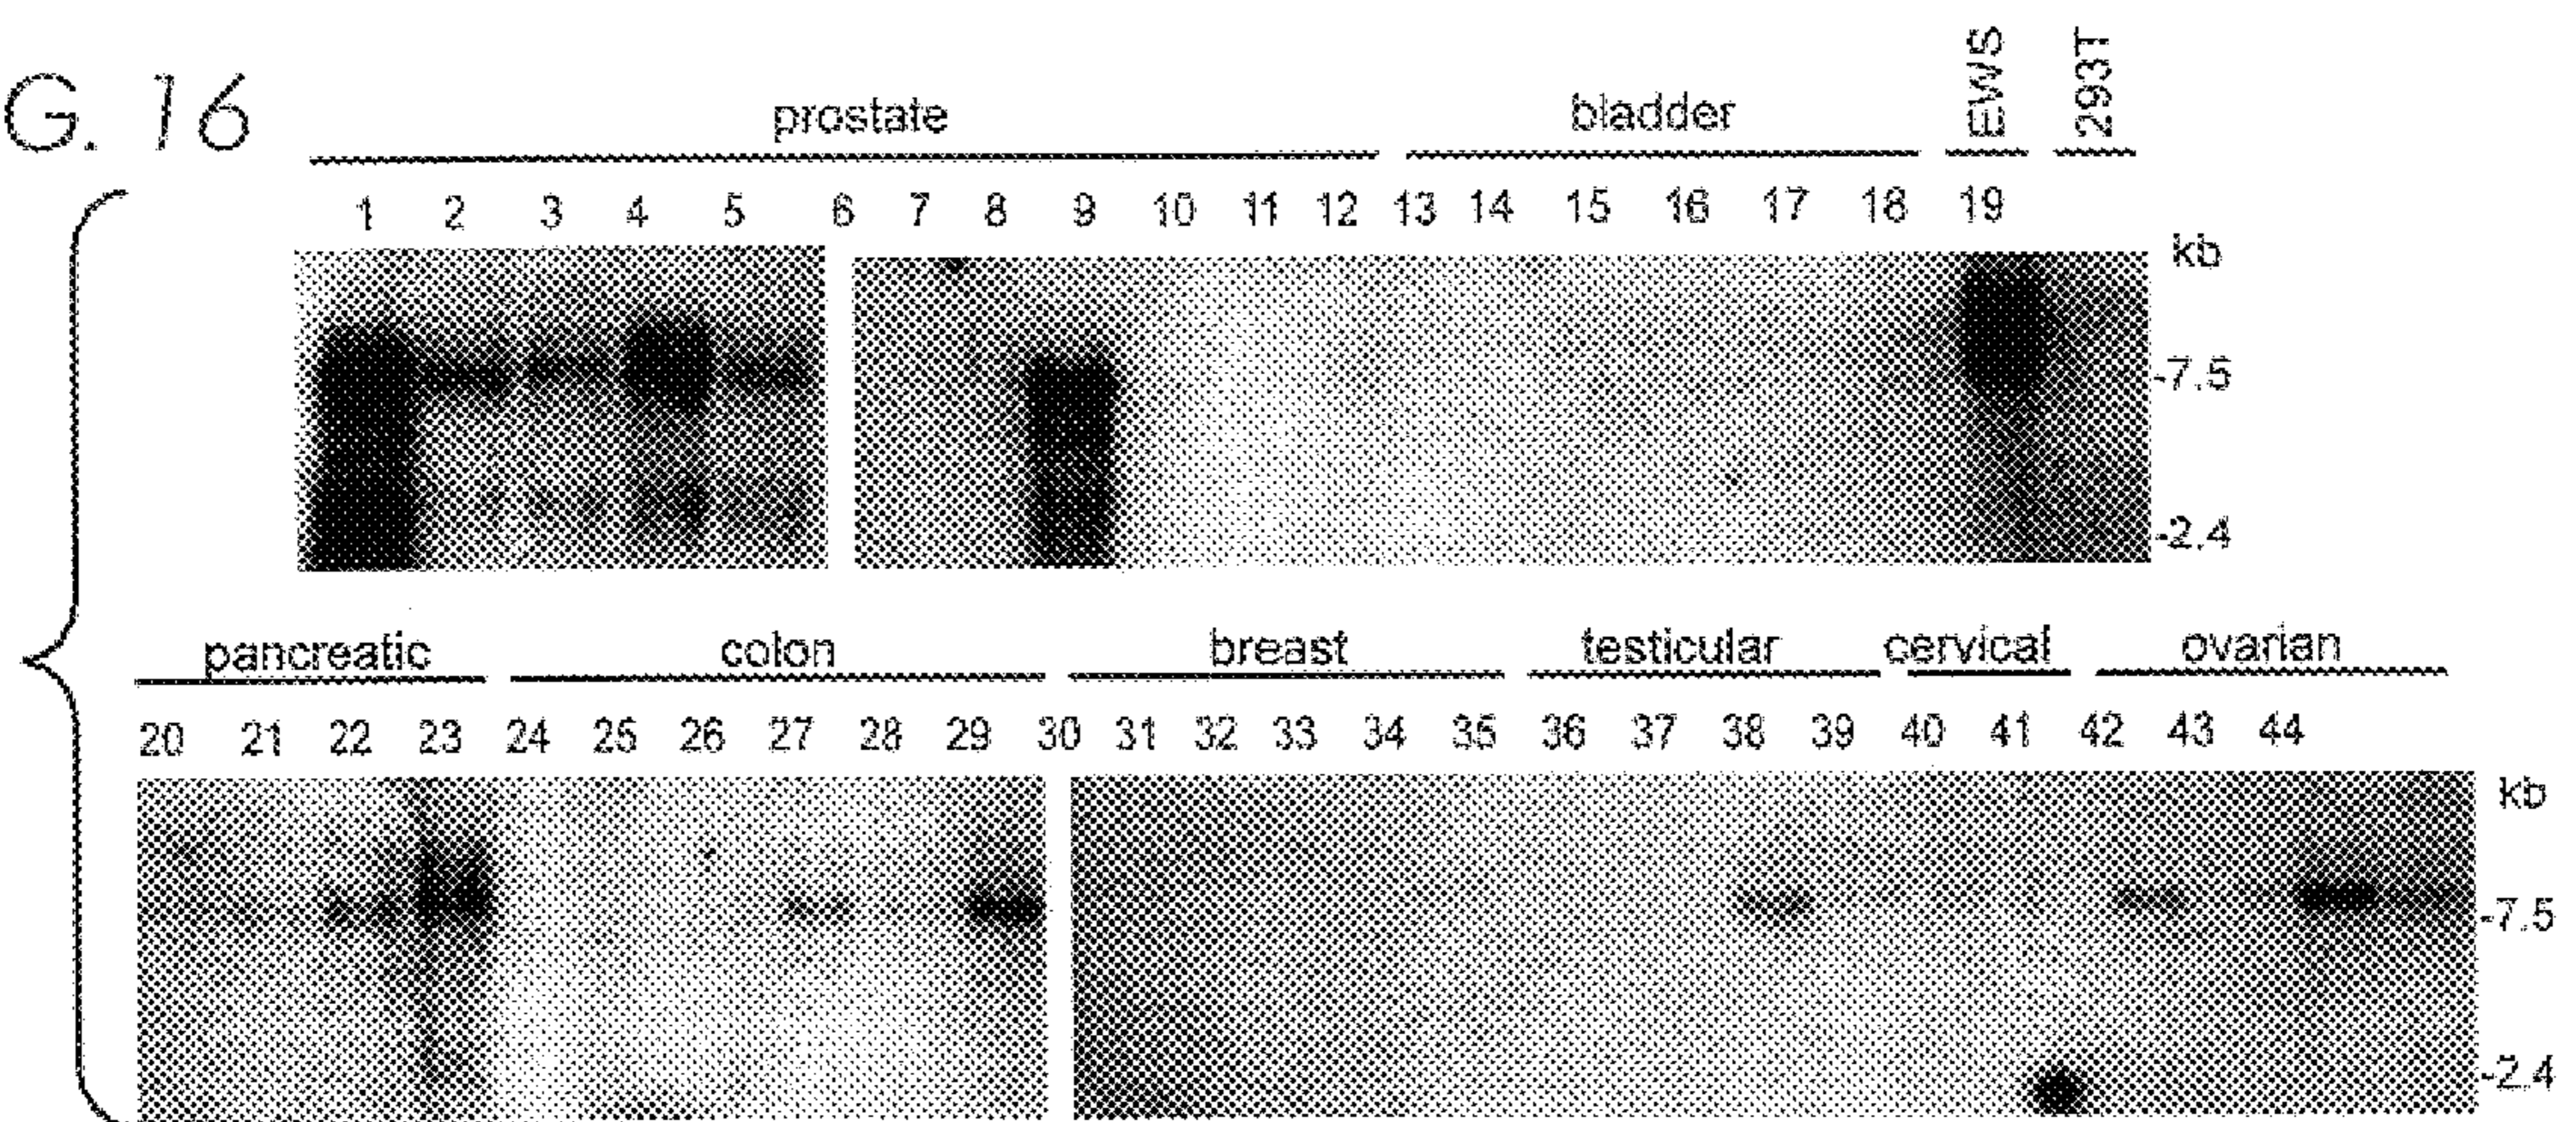 G. 16
prostate bladder EWS 293T
1 2 3 4 5 6 7 8 9 10 11 12 13 14 15 16 17 18 19
kb
-7.5
-2.4
pancreatic colon breast testicular cervical ovarian
20 21 22 23 24 25 26 27 28 29 30 31 32 33 34 35 36 37 38 39 40 41 42 43 44
kb
-7.5
-2.4